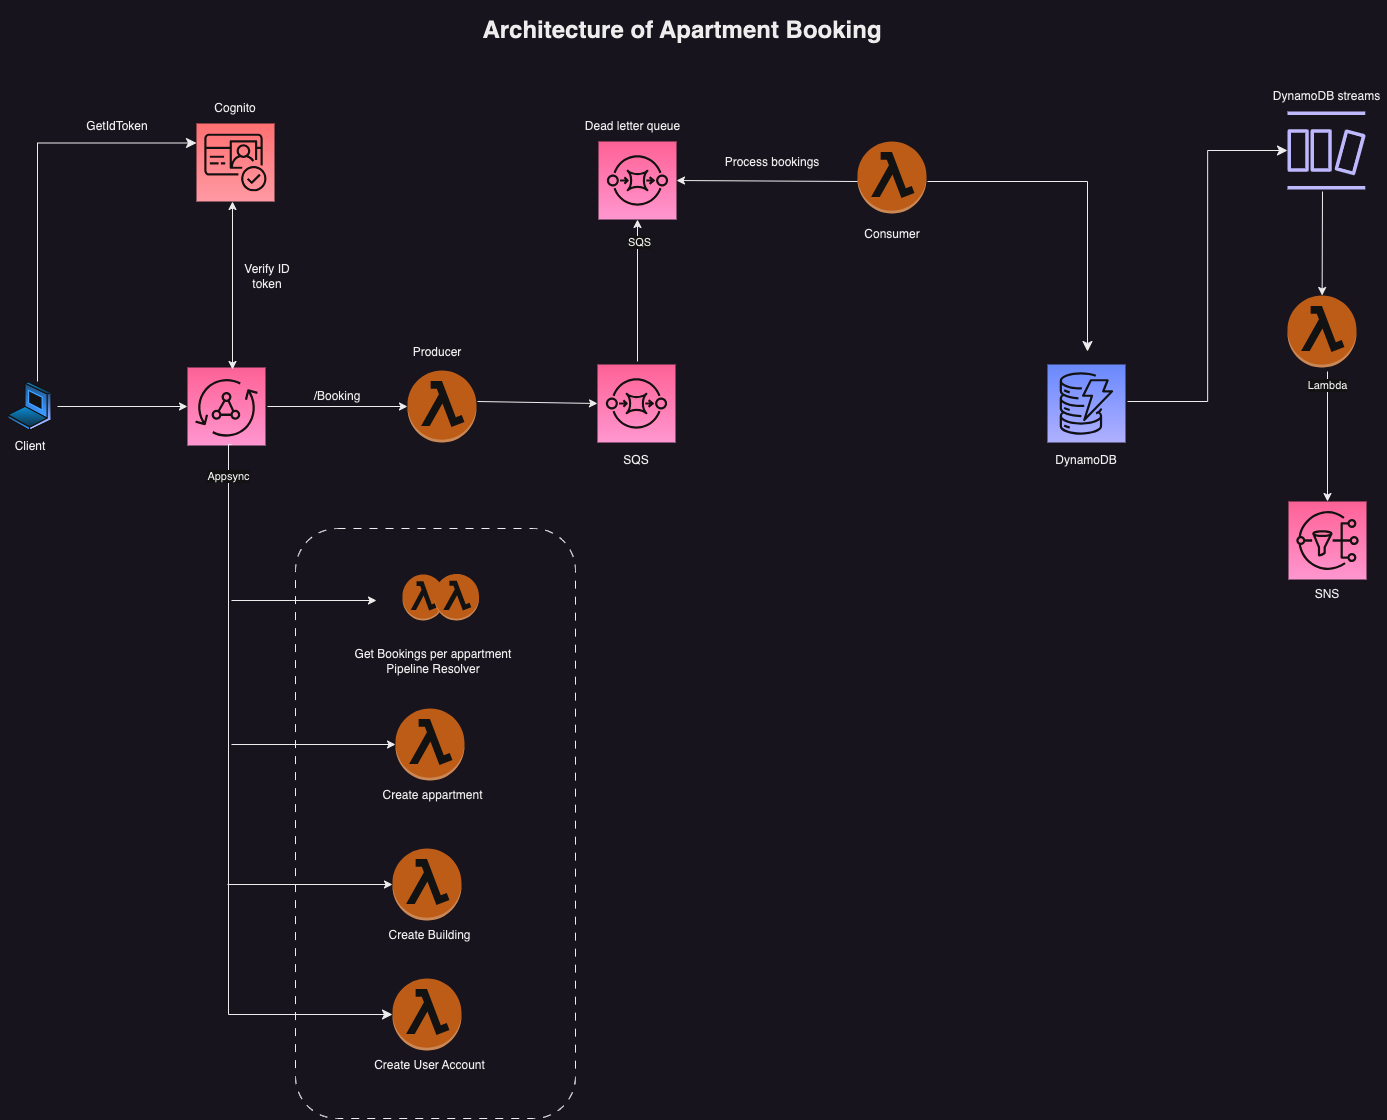 Architecture of Apartment Booking
Cognito
GetIdToken
Verify ID
token
Client
Appsync
/Booking
Producer
SQS
Dead letter queue
SQS
Process bookings
Consumer
DynamoDB
DynamoDB streams
Lambda
SNS
Get Bookings per appartment
Pipeline Resolver
Create appartment
Create Building
Create User Account